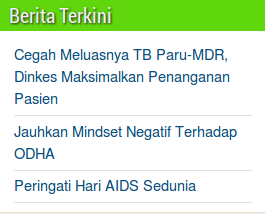 Berita Terkini
Cegah Meluasnya TB Paru-MDR,
Dinkes Maksimalkan Penanganan
Pasien
Jauhkan Mindset Negatif Terhadap
ODHA
Peringati Hari AIDS Sedunia